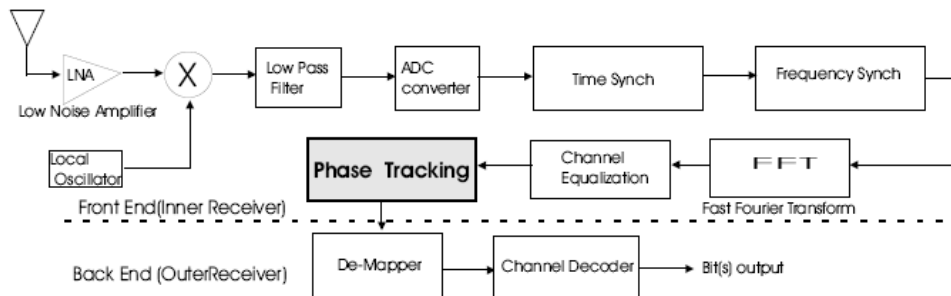 LNA
Low Noise Amplifier
X
Low Pass
Filter
ADC
converter
Time Synch
Frequency Synch
Local
Oscillator
Phase Tracking
Channel
Equalization
FFT
Fast Fourier Transform
Front End(Inner Receiver)
Back End (OuterReceiver)
De-Mapper
Channel Decoder
Bit(s) output